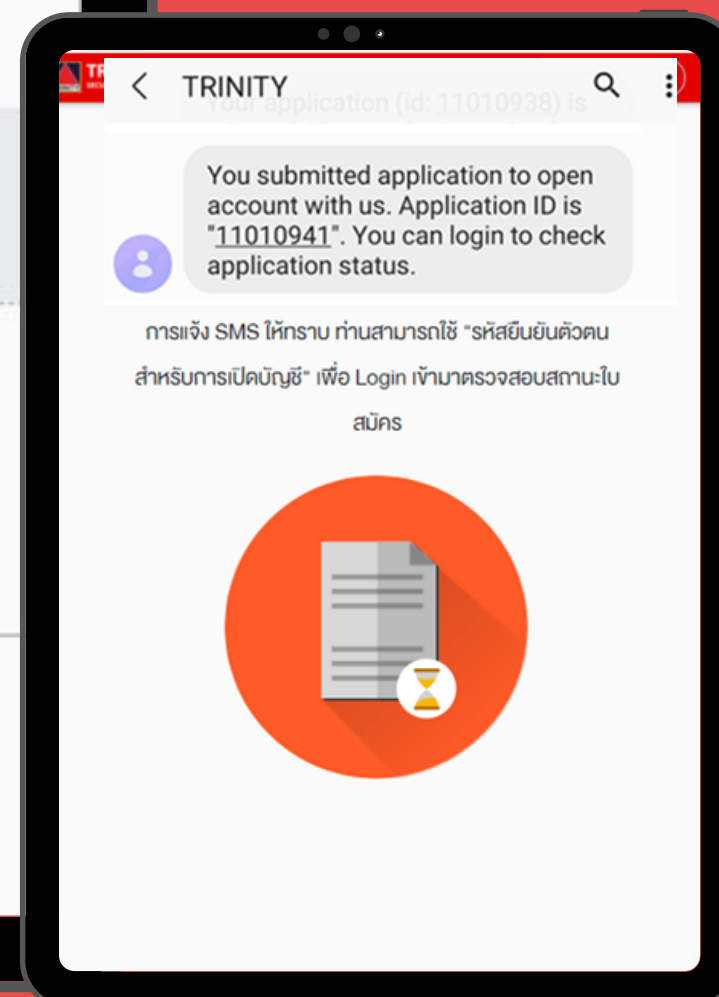 TRINITY
Your application (id: 11010938) is
You submitted application to open
account with us. Application ID is
"11010941". You can login to check
application status.
การแจ้ง SMS ให้ทราบ ท่านสามารถใช้ "รหัสยืนยันตัวตน
สำหรับการเปิดบัญชี" เพื่อ Login เข้ามาตรวจสอบสถานะใบ
สมัคร